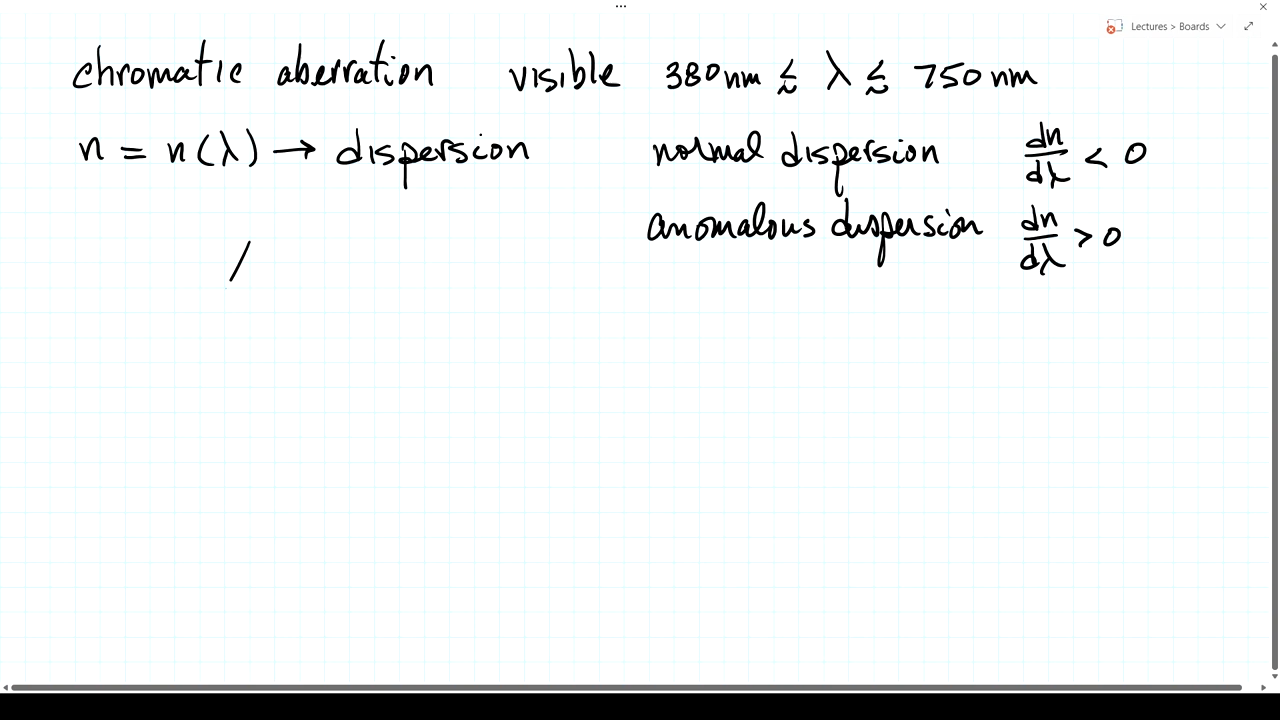 Lectures > Boards
chromatic aberration visible 380nm ≲ λ ≲ 750nm
n = n(λ) → dispersion
normal dispersion dn/dλ < 0
anomalous dispersion dn/dλ > 0